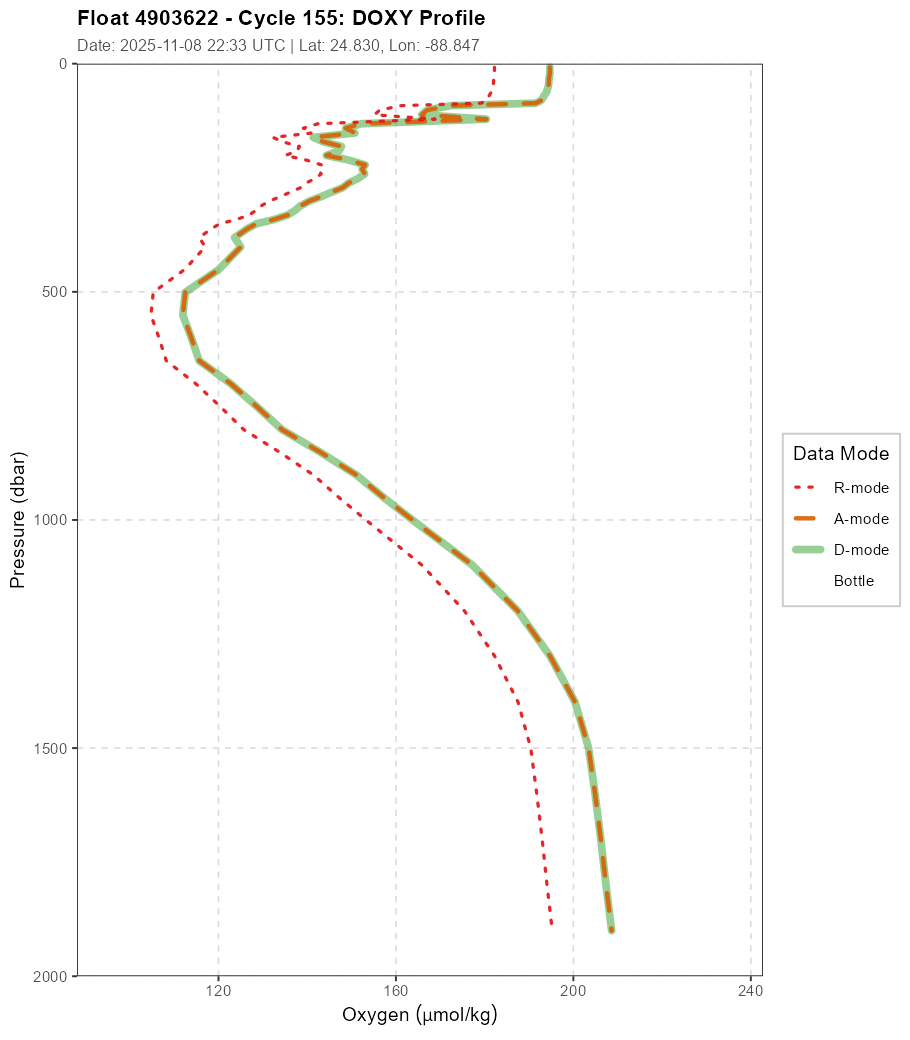 Float 4903622 - Cycle 155: DOXY Profile
Date: 2025-11-08 22:33 UTC | Lat: 24.830, Lon: -88.847
0
500
1000
1500
2000
Pressure (dbar)
120
160
200
240
Oxygen (μmol/kg)
Data Mode
R-mode
A-mode
D-mode
Bottle